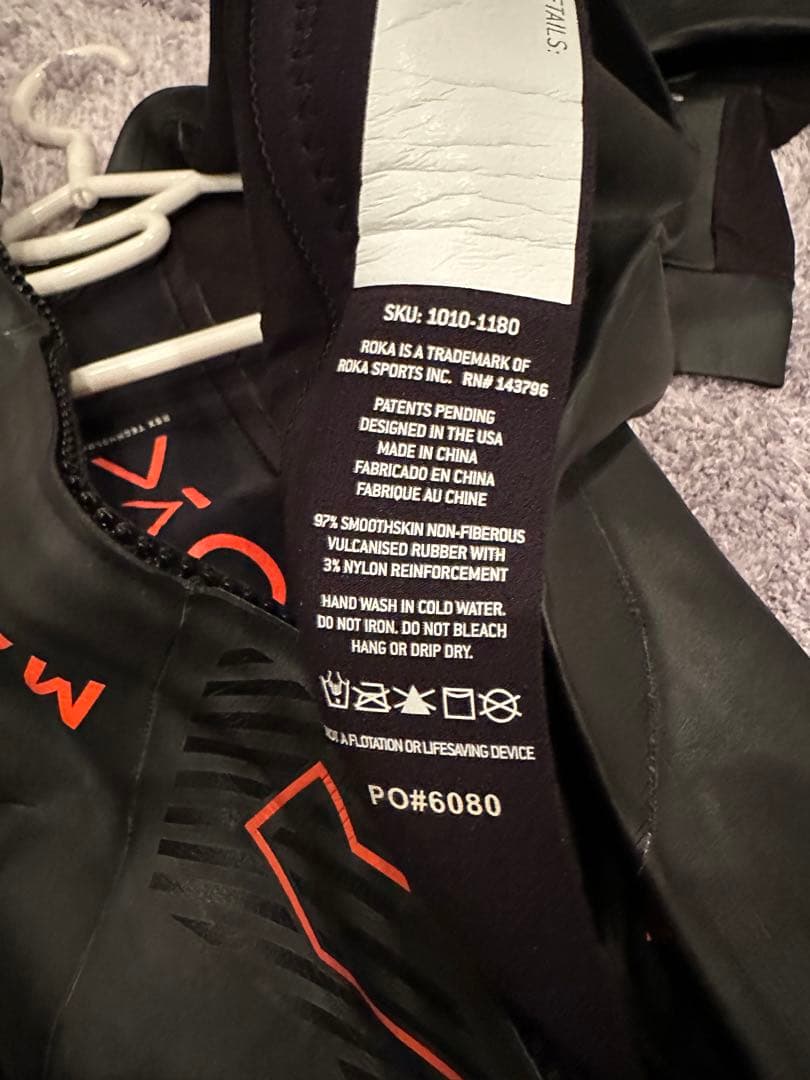 ETAILS:
SKU: 1010-1180
ROKA IS A TRADEMARK OF
ROKA SPORTS INC. RN# 143796
PATENTS PENDING
DESIGNED IN THE USA
MADE IN CHINA
FABRICADO EN CHINA
FABRIQUE AU CHINE
97% SMOOTHSKIN NON-FIBEROUS
VULCANISED RUBBER WITH
3% NYLON REINFORCEMENT
HAND WASH IN COLD WATER.
DO NOT IRON. DO NOT BLEACH
HANG OR DRIP DRY.
NOT A FLOTATION OR LIFESAVING DEVICE
PO#6080